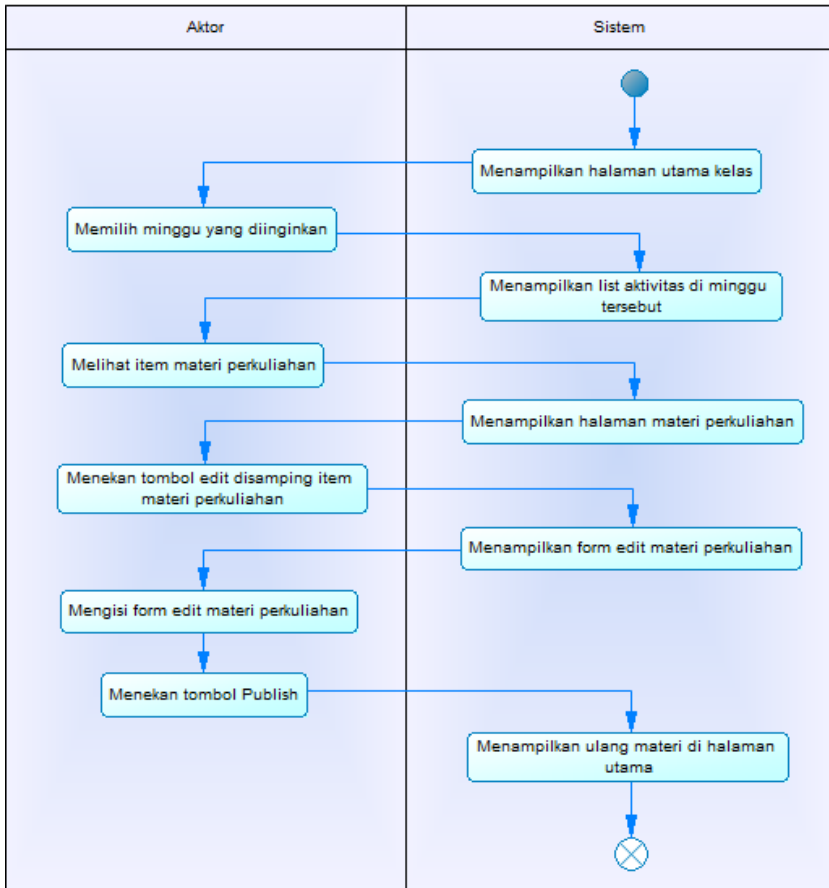 Aktor
Sistem
Menampilkan halaman utama kelas
Memilih minggu yang diinginkan
Menampilkan list aktivitas di minggu
tersebut
Melihat item materi perkuliahan
Menampilkan halaman materi perkuliahan
Menekan tombol edit disamping item
materi perkuliahan
Menampilkan form edit materi perkuliahan
Mengisi form edit materi perkuliahan
Menekan tombol Publish
Menampilkan ulang materi di halaman
utama